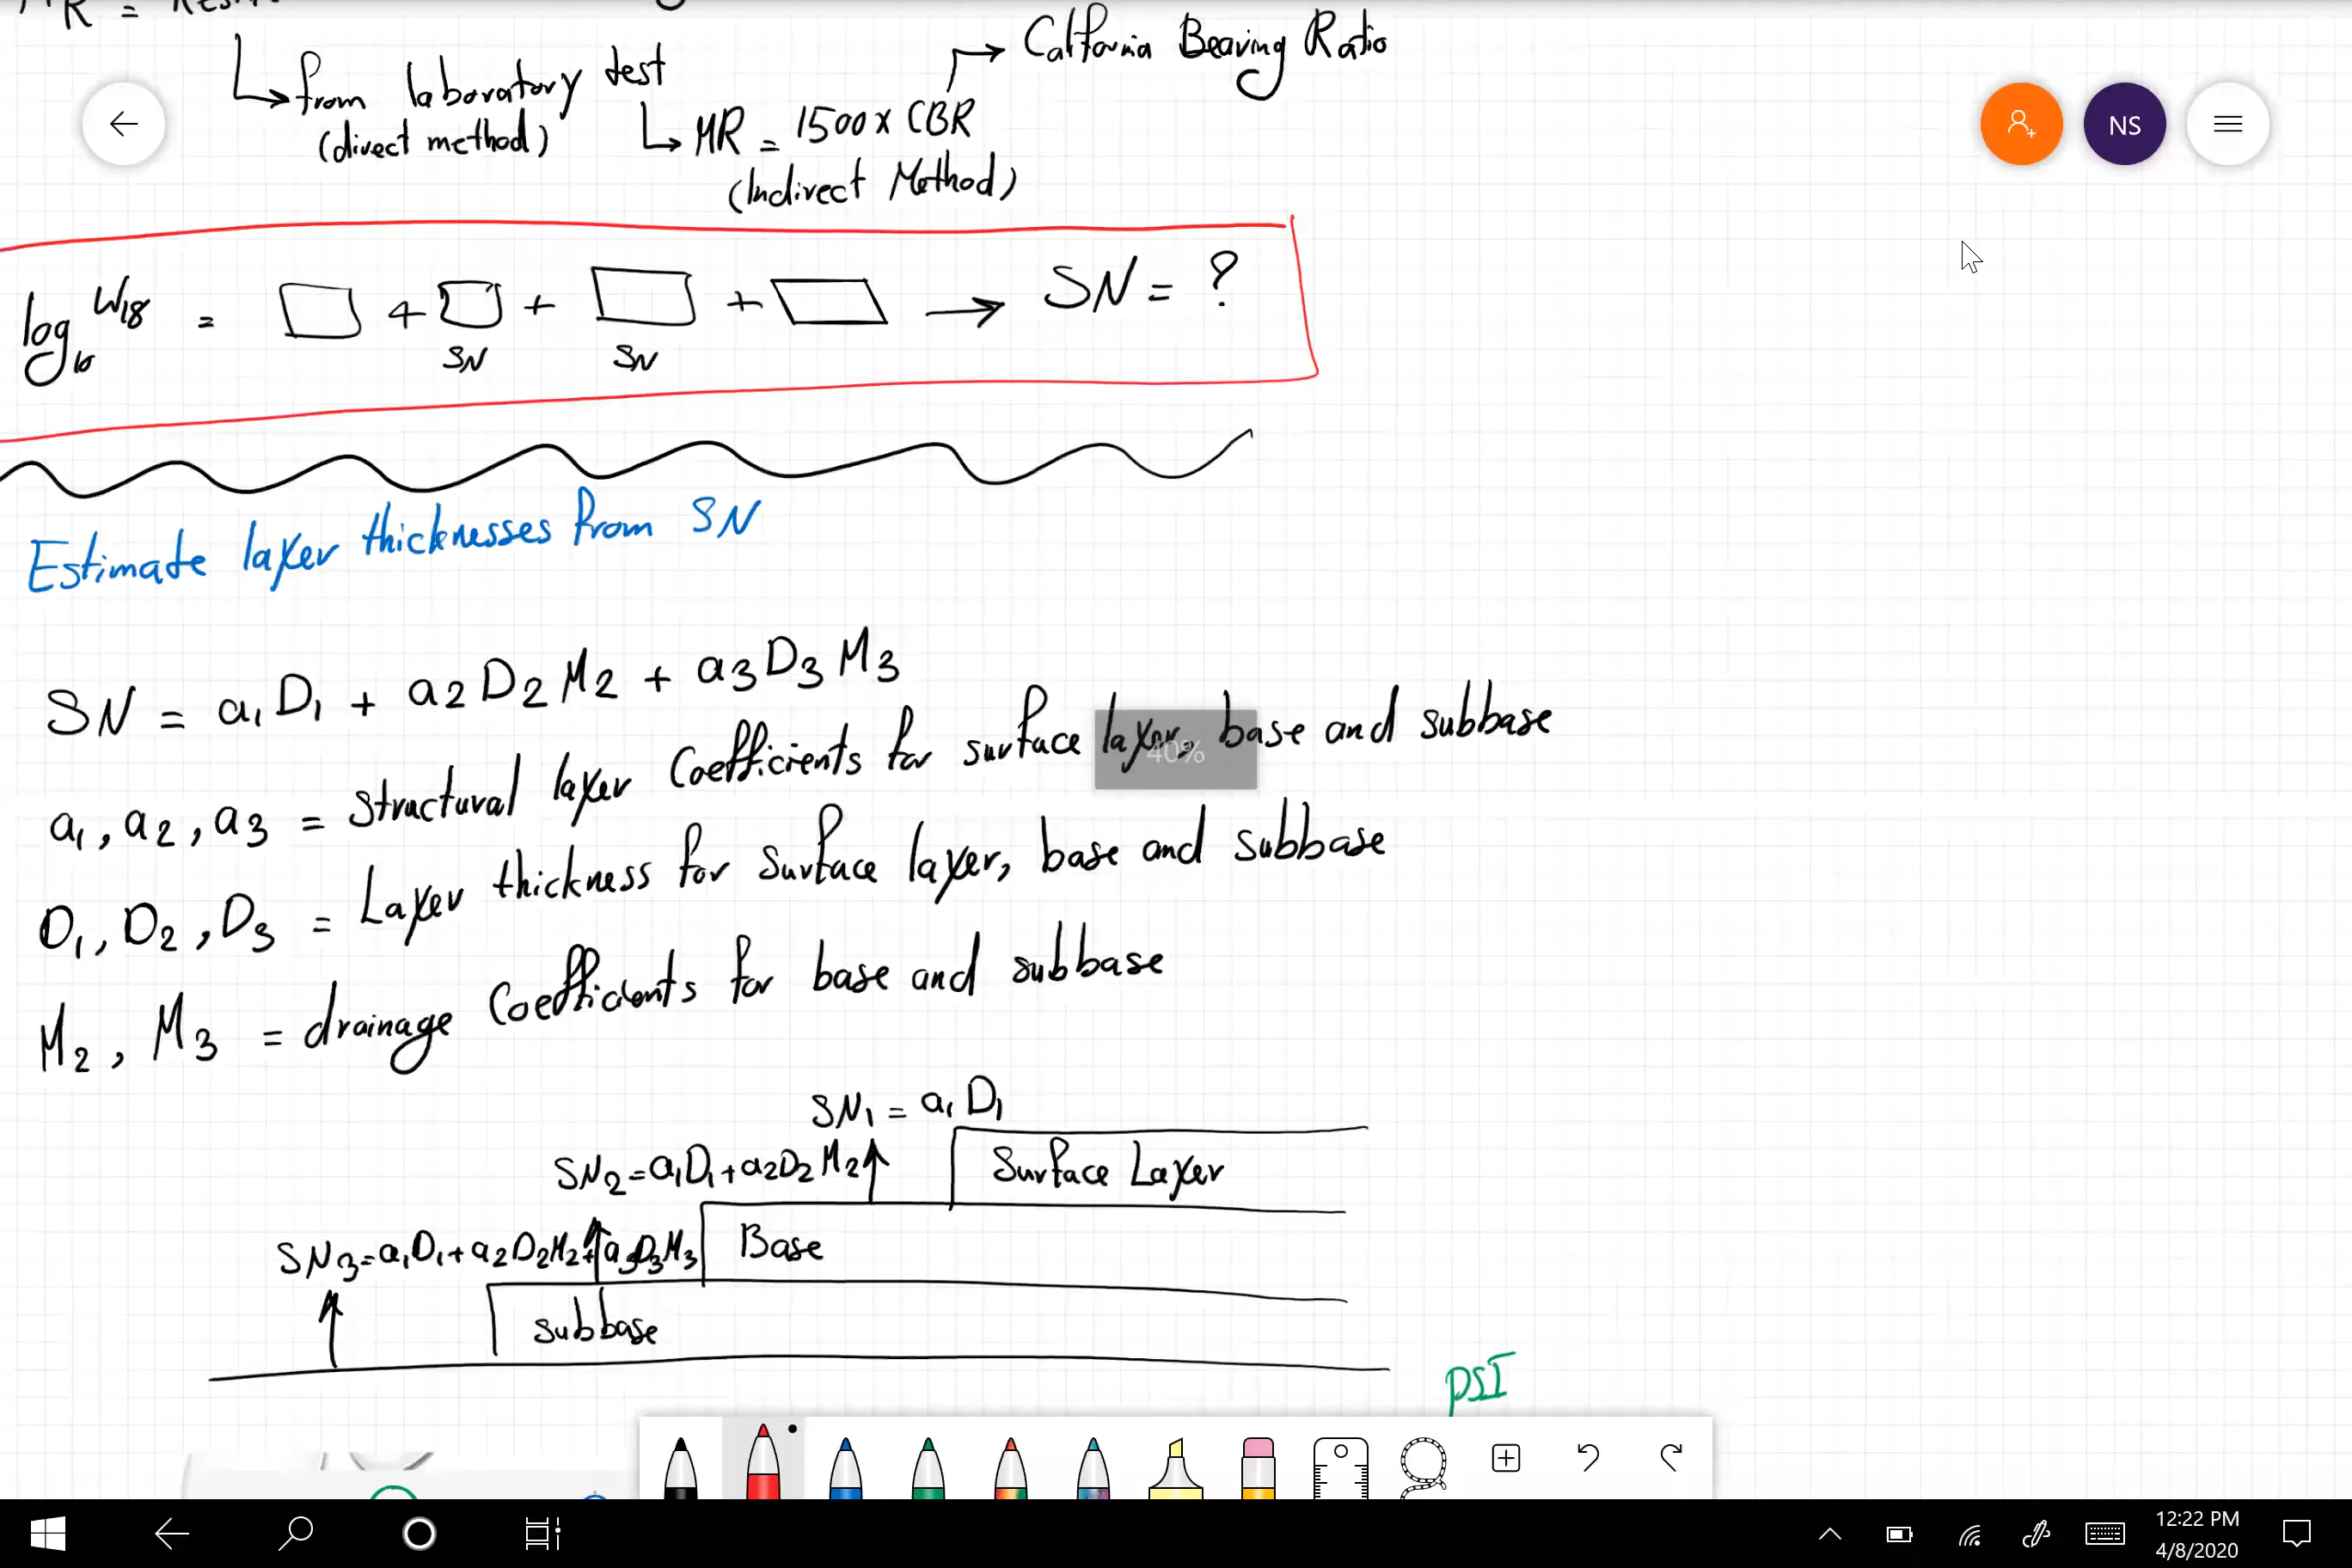 MR =
California Bearing Ratio
from laboratory test
(direct method)
MR = 1500 x CBR
(Indirect Method)
NS
log₁₀ W18 = □ + □ + □ + □ → SN = ?
SN SN
Estimate layer thicknesses from SN
SN = a₁D₁ + a₂D₂M₂ + a₃D₃M₃
a₁, a₂, a₃ = Structural layer Coefficients for surface layer, base and subbase
40%
D₁, D₂, D₃ = Layer thickness for surface layer, base and subbase
M₂, M₃ = drainage Coefficients for base and subbase
SN₁ = a₁D₁
SN₂ = a₁D₁ + a₂D₂M₂
Surface Layer
SN₃ = a₁D₁ + a₂D₂M₂ + a₃D₃M₃
Base
subbase
PSI
12:22 PM
4/8/2020